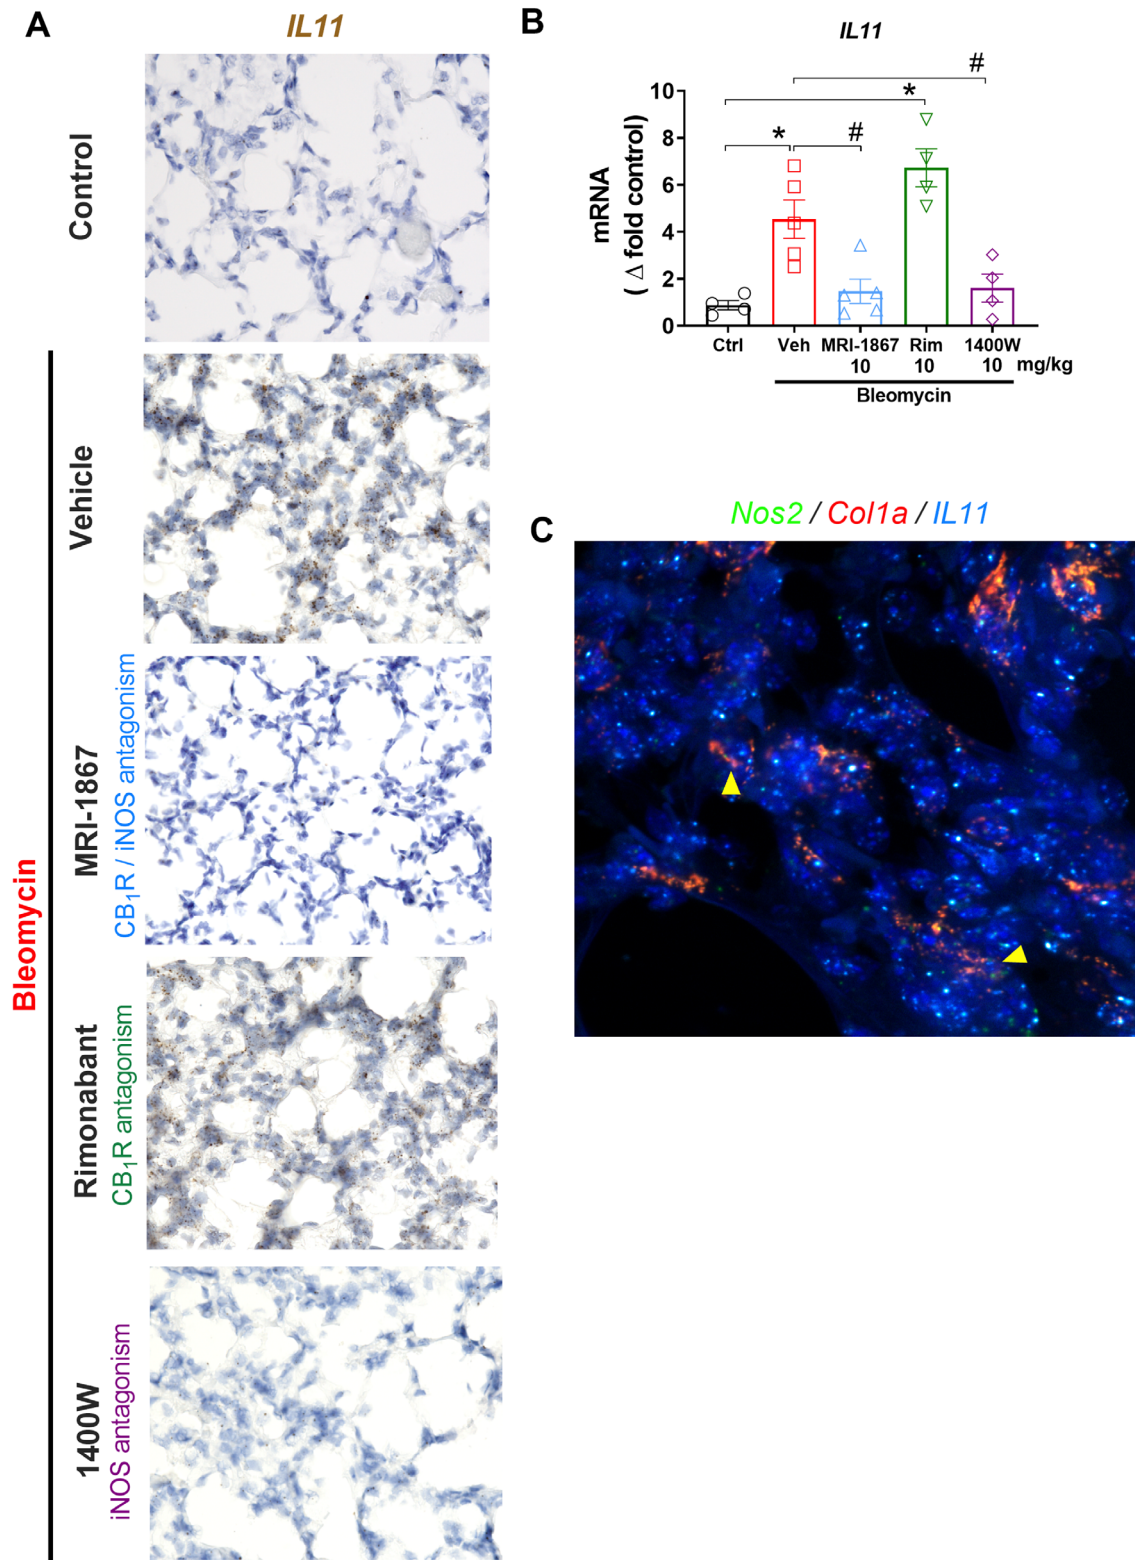 A
IL11
Control
Bleomycin
Vehicle
MRI-1867
CB₁R / iNOS antagonism
Rimonabant
CB₁R antagonism
1400W
iNOS antagonism
B
IL11
mRNA
( Δ fold control)
10
8
6
4
2
0
* # * #
Ctrl Veh MRI-1867 Rim 1400W
10 10 10 mg/kg
Bleomycin
C
Nos2 / Col1a / IL11